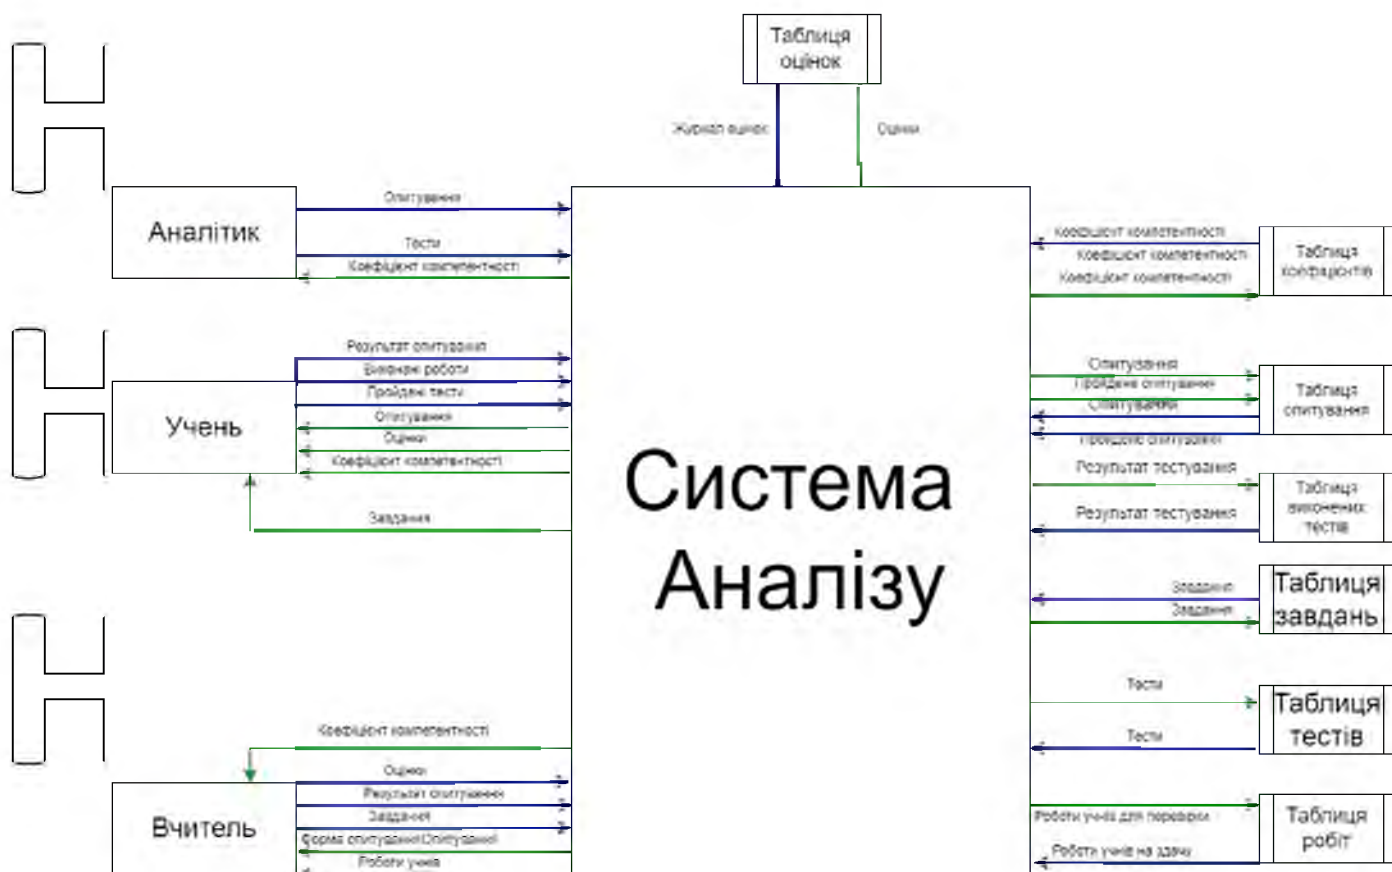 Таблиця
оцінок
Журнал оцінок
Оцінки
Аналітик
Опитування
Тести
Коефіцієнт компетентності
Учень
Результат опитування
Виконані роботи
Пройдені тести
Опитування
Оцінки
Коефіцієнт компетентності
Завдання
Коефіцієнт компетентності
Вчитель
Оцінки
Результат опитування
Завдання
Форма опитування\Опитування
Роботи учнів
Система
Аналізу
Коефіцієнт компетентності
Коефіцієнт компетентності
Коефіцієнт компетентності
Таблиця
коефіцієнтів
Опитування
Пройдене опитування
Опитування
Пройдене опитування
Таблиця
опитування
Результат тестування
Результат тестування
Таблиця
виконених
тестів
Завдання
Завдання
Таблиця
завдань
Тести
Тести
Таблиця
тестів
Роботи учнів для перевірки
Роботи учнів на здачу
Таблиця
робіт